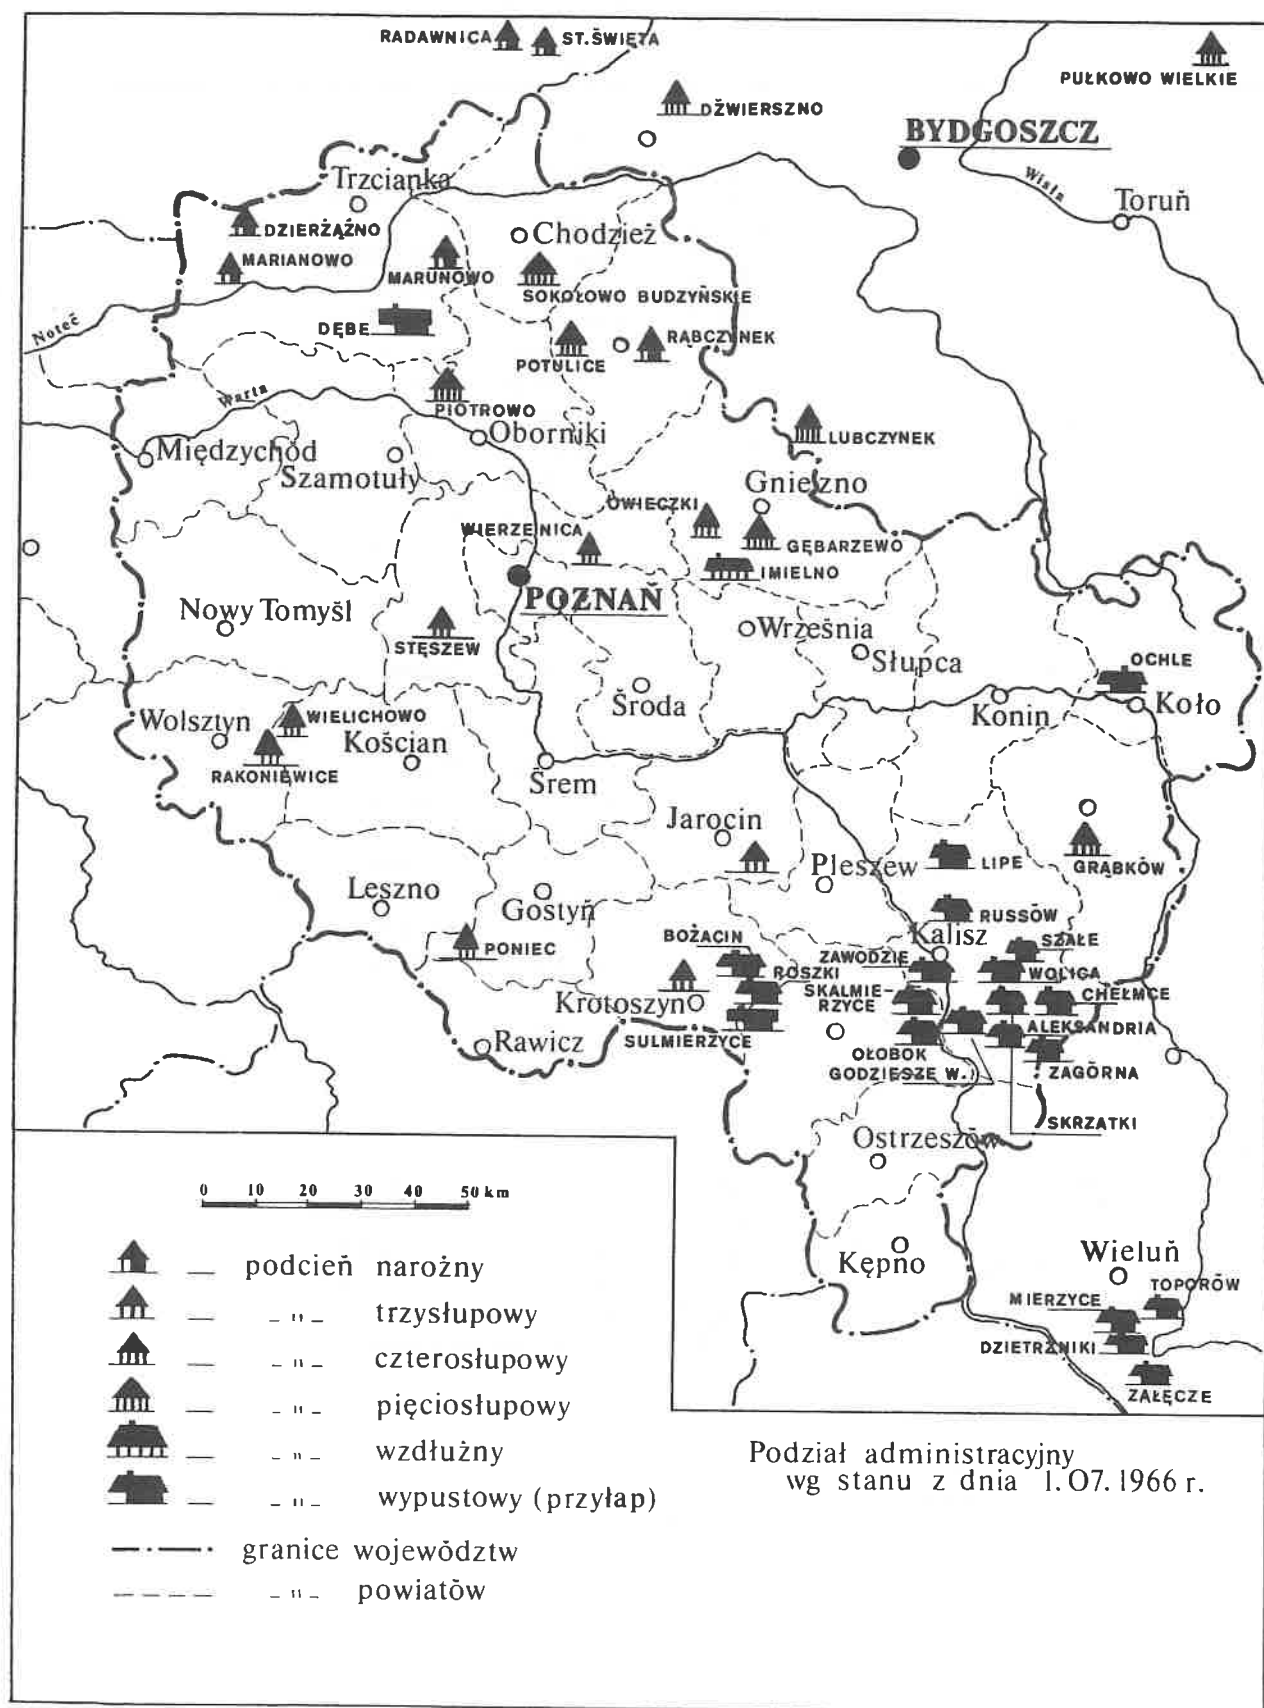 RADAWNICA
ST. ŚWIĘTA
PUŁKOWO WIELKIE
DŹWIERSZNO
BYDGOSZCZ
Wisła
Toruń
Trzcianka
DZIERŻĄŻNO
Chodzież
MARIANOWO
MARUNOWO
SOKOŁOWO BUDZYŃSKIE
Noteć
DĘBE
RĄBCZYNEK
POTULICE
Warta
PIOTROWO
Oborniki
LUBCZYNEK
Międzychód
Szamotuły
Gniezno
OWIECZKI
WIERZENICA
GĘBARZEWO
IMIELNO
POZNAŃ
Nowy Tomyśl
Września
STĘSZEW
Słupca
OCHLE
Środa
Konin
Koło
Wolsztyn
WIELICHOWO
Kościan
RAKONIEWICE
Śrem
Jarocin
Pleszew
LIPE
GRĄBKÓW
Leszno
Gostyń
RUSSÓW
Kalisz
BOŻACIN
SZAŁE
PONIEC
ZAWODZIE
ROSZKI
WOLICA
SKALMIE-
RZYCE
CHEŁMCE
Krotoszyn
SULMIERZYCE
ALEKSANDRIA
Rawicz
OŁOBOK
GODZIESZE W.
ZAGÓRNA
SKRZATKI
Ostrzeszów
Kępno
Wieluń
TOPORÓW
MIERZYCE
DZIETRZNIKI
ZAŁĘCZE
0 10 20 30 40 50 km
— podcień narożny
— – " – trzysłupowy
— – " – czterosłupowy
— – " – pięciosłupowy
— – " – wzdłużny
— – " – wypustowy (przyłap)
granice województw
– " – powiatów
Podział administracyjny
wg stanu z dnia 1. 07. 1966 r.